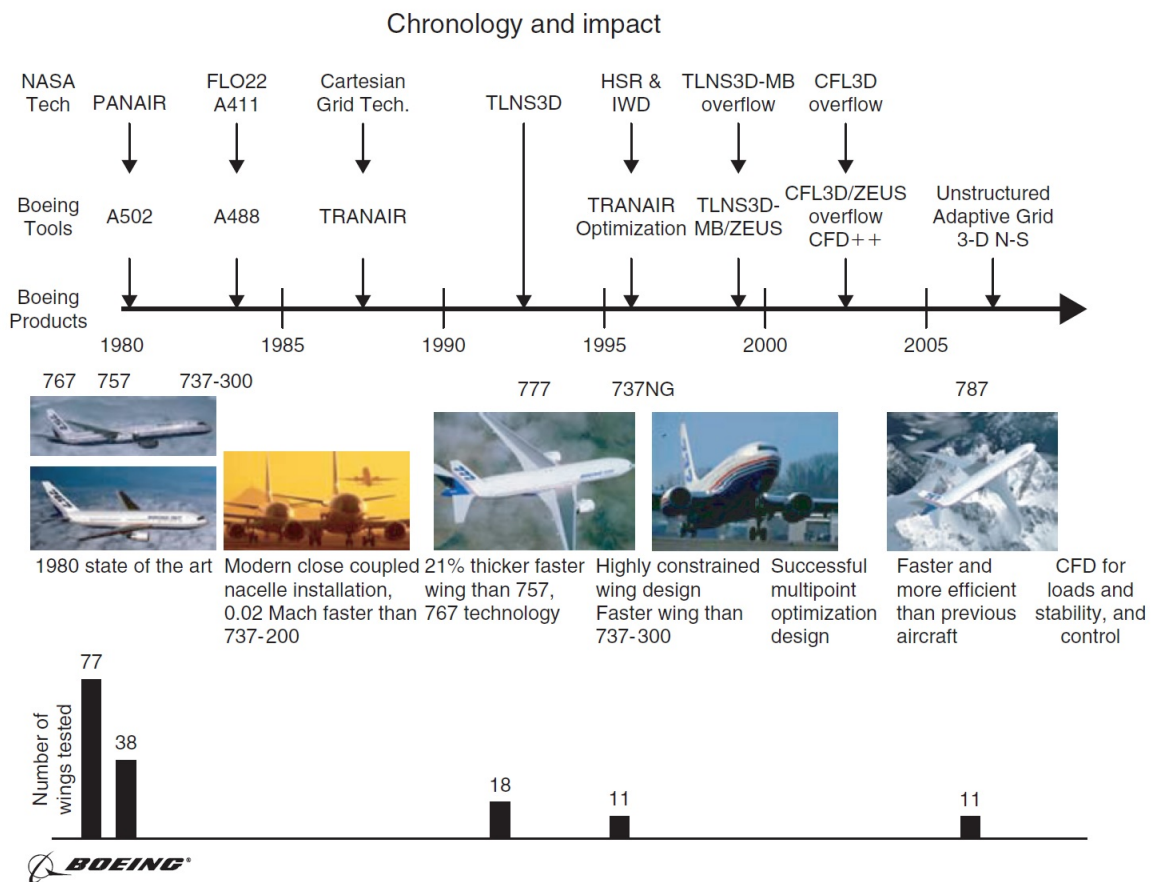 Chronology and impact
NASA
Tech
PANAIR
FLO22
A411
Cartesian
Grid Tech.
TLNS3D
HSR &
IWD
TLNS3D-MB
overflow
CFL3D
overflow
Boeing
Tools
A502
A488
TRANAIR
TRANAIR
Optimization
TLNS3D-
MB/ZEUS
CFL3D/ZEUS
overflow
CFD++
Unstructured
Adaptive Grid
3-D N-S
Boeing
Products
1980
1985
1990
1995
2000
2005
767
757
737-300
777
737NG
787
1980 state of the art
Modern close coupled
nacelle installation,
0.02 Mach faster than
737-200
21% thicker faster
wing than 757,
767 technology
Highly constrained
wing design
Faster wing than
737-300
Successful
multipoint
optimization
design
Faster and
more efficient
than previous
aircraft
CFD for
loads and
stability, and
control
Number of
wings tested
77
38
18
11
11
BOEING®